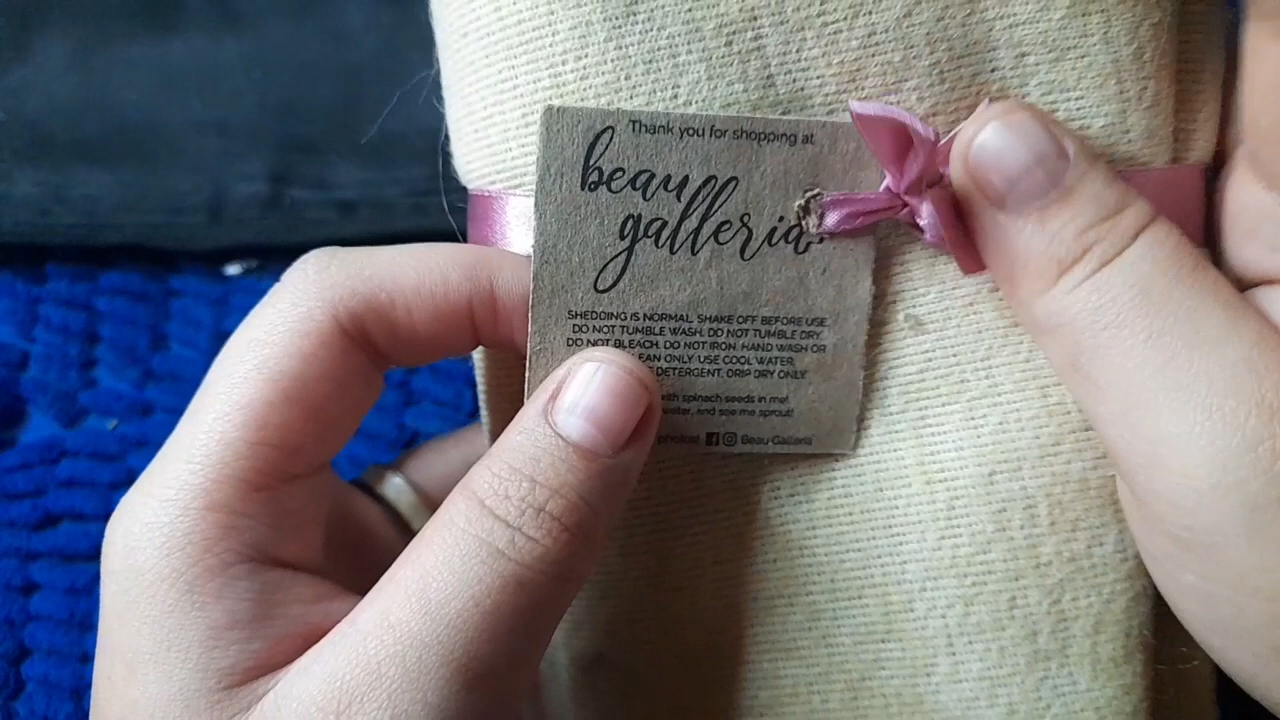 Thank you for shopping at
beau
galleria.
SHEDDING IS NORMAL. SHAKE OFF BEFORE USE.
DO NOT TUMBLE WASH. DO NOT TUMBLE DRY.
DO NOT BLEACH. DO NOT IRON. HAND WASH OR
EAN ONLY. USE COOL WATER.
DETERGENT. DRIP DRY ONLY.
with spinach seeds in me!
water, and see me sprout!
photos! Beau Galleria